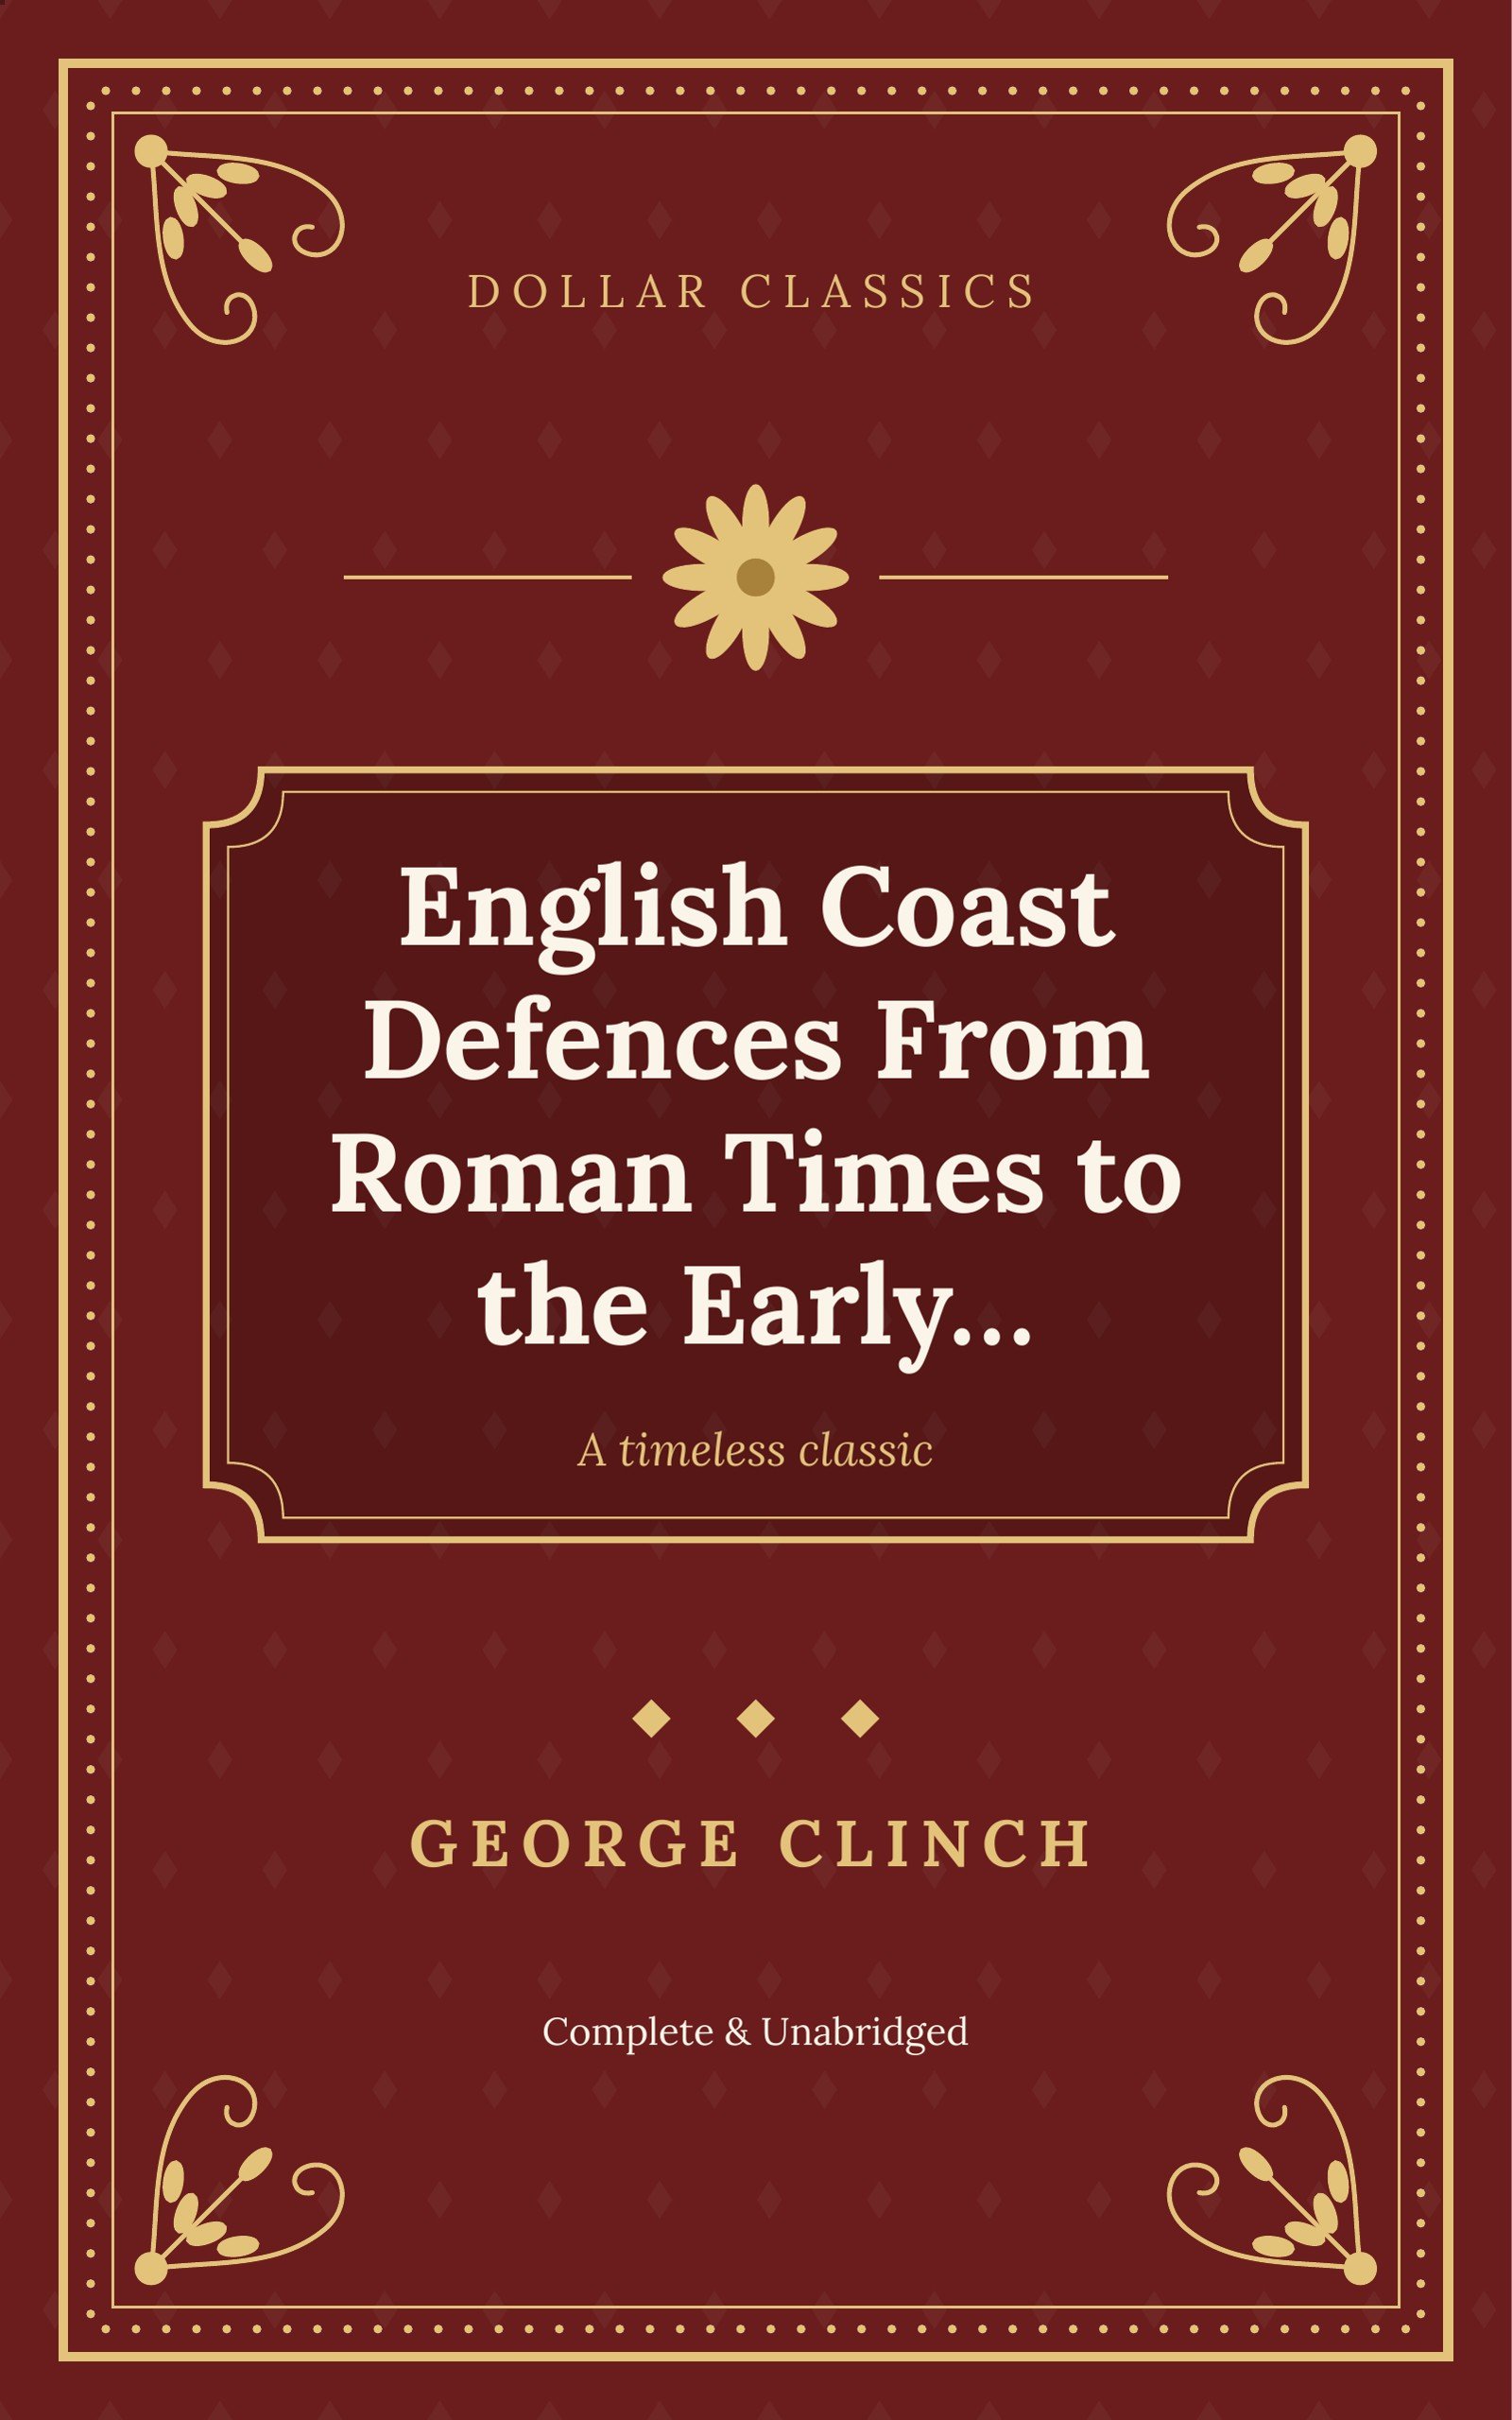 DOLLAR CLASSICS
English Coast
Defences From
Roman Times to
the Early...
A timeless classic
GEORGE CLINCH
Complete & Unabridged